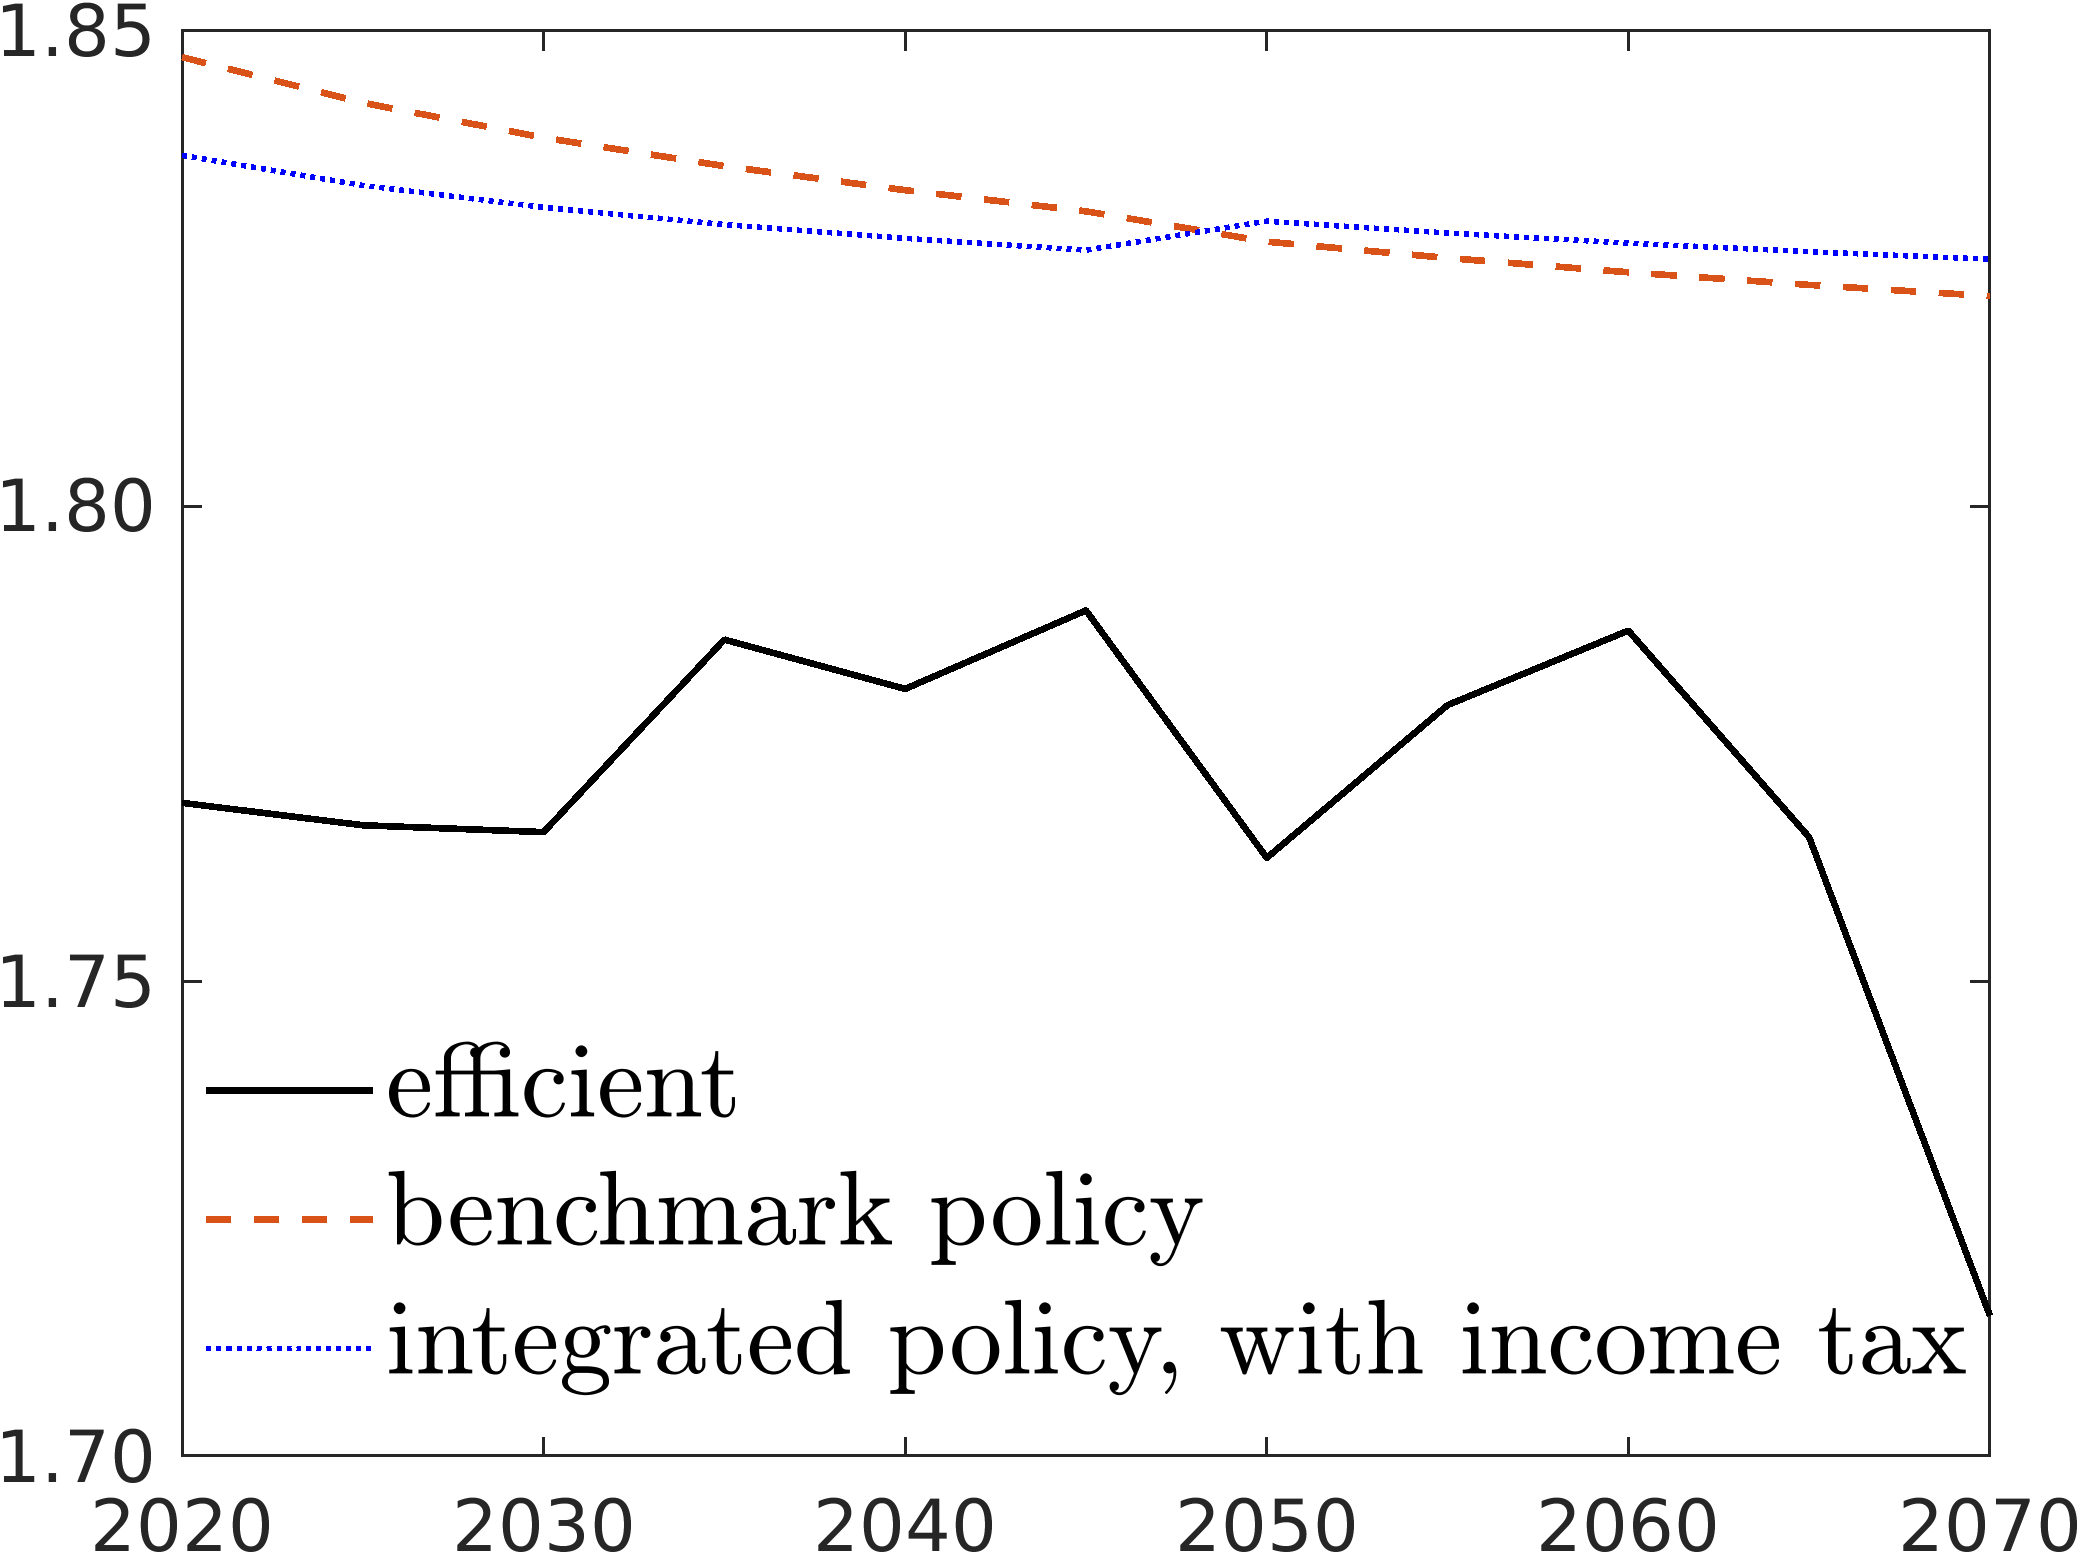 1.85
1.80
1.75
efficient
benchmark policy
integrated policy, with income tax
1.70
2020 2030 2040 2050 2060 2070